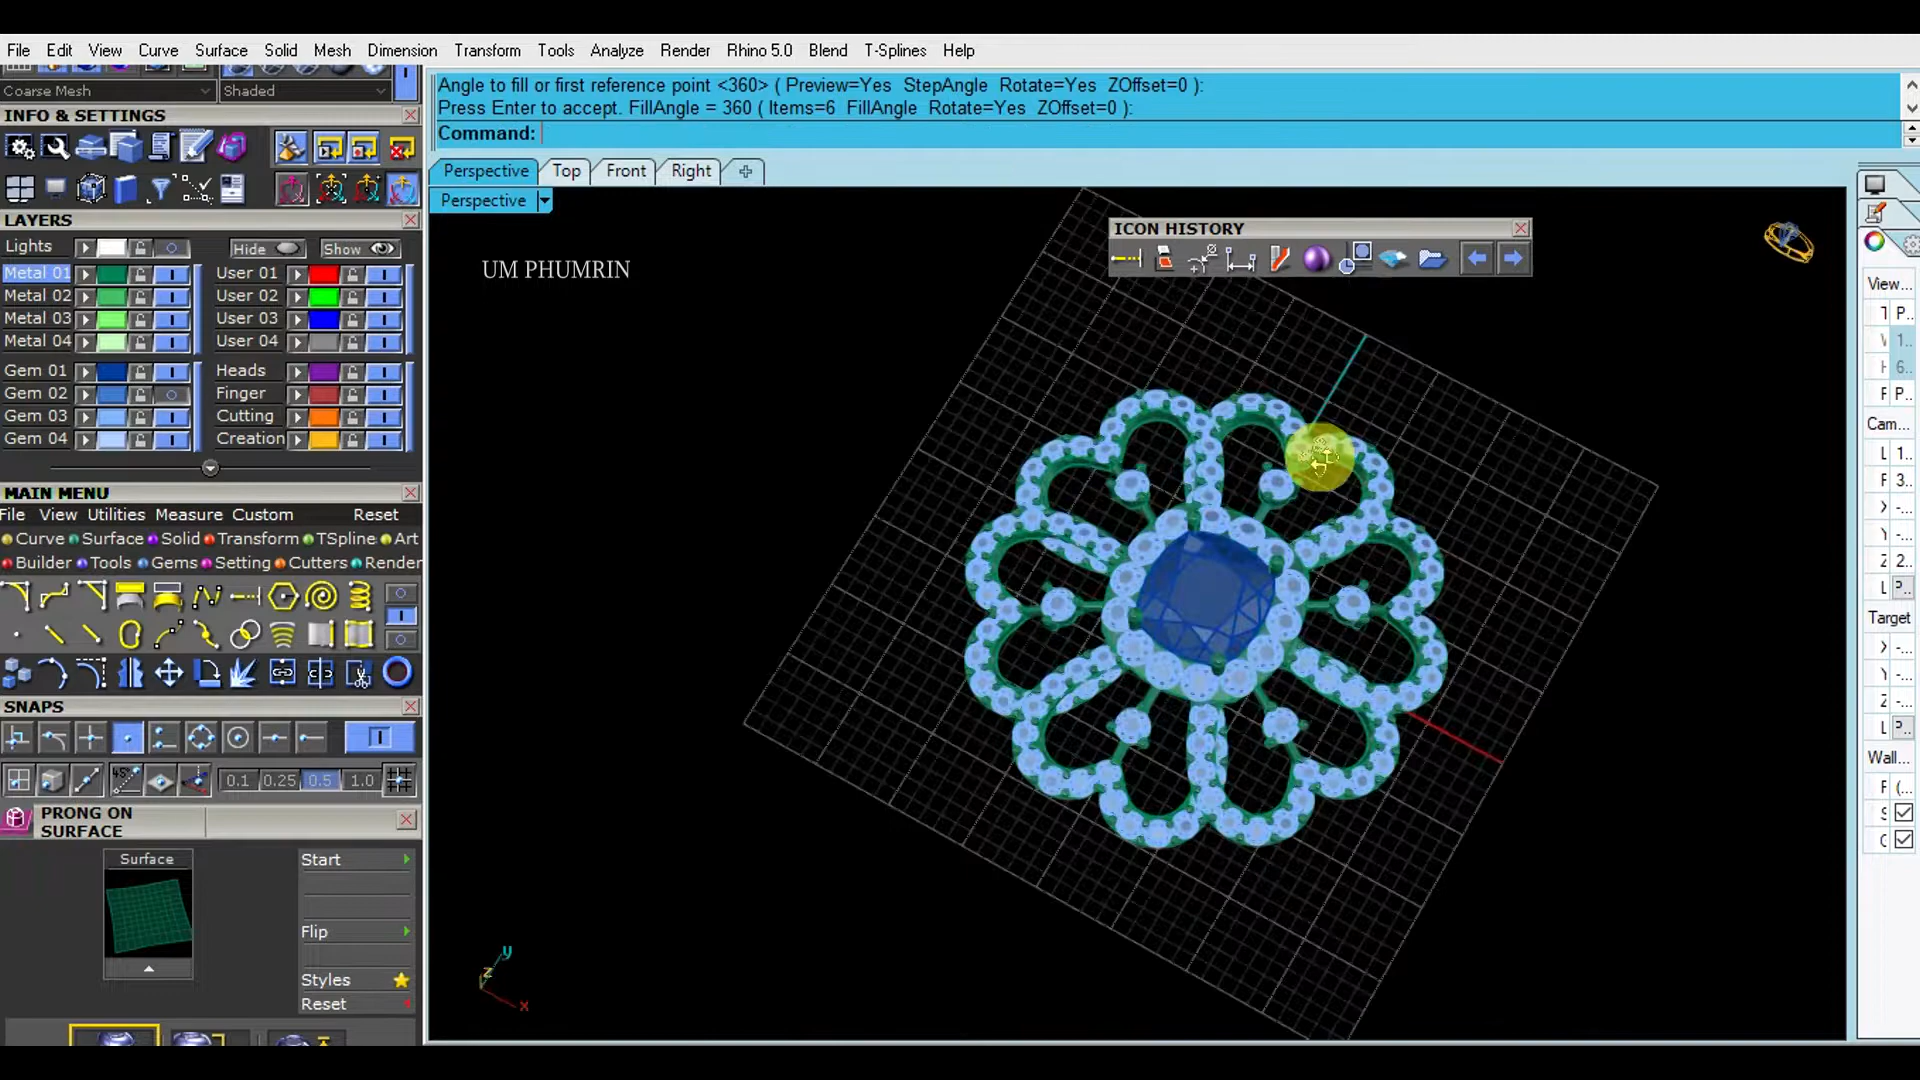 File Edit View Curve Surface Solid Mesh Dimension Transform Tools Analyze Render Rhino 5.0 Blend T-Splines Help
Coarse Mesh Shaded
Angle to fill or first reference point <360> ( Preview=Yes StepAngle Rotate=Yes ZOffset=0 ):
Press Enter to accept. FillAngle = 360 ( Items=6 FillAngle Rotate=Yes ZOffset=0 ):
Command:
INFO & SETTINGS
Perspective Top Front Right
Perspective
ICON HISTORY
UM PHUMRIN
LAYERS
Lights Hide Show
Metal 01 User 01
Metal 02 User 02
Metal 03 User 03
Metal 04 User 04
Gem 01 Heads
Gem 02 Finger
Gem 03 Cutting
Gem 04 Creation
MAIN MENU
File View Utilities Measure Custom Reset
Curve Surface Solid Transform TSpline Art
Builder Tools Gems Setting Cutters Render
SNAPS
45°
0.1 0.25 0.5 1.0
PRONG ON
SURFACE
Surface
Start
Flip
Styles
Reset
y
z
x
View...
T P..
1..
6..
F P..
Cam...
L 1..
F 3..
X -..
Y -..
Z 2..
L P..
Target
X -..
Y -..
Z -..
L P..
Wall...
F (...
S
C